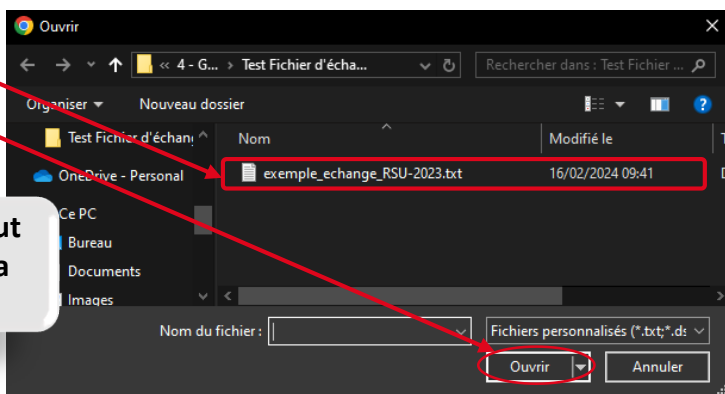 Ouvrir
« 4 - G... › Test Fichier d'écha...
Rechercher dans : Test Fichier ...
Organiser
Nouveau dossier
Test Fichier d'échang
Nom
Modifié le
OneDrive - Personal
exemple_echange_RSU-2023.txt
16/02/2024 09:41
Ce PC
Bureau
Documents
Images
ut
a
Nom du fichier :
Fichiers personnalisés (*.txt;*.ds
Ouvrir
Annuler